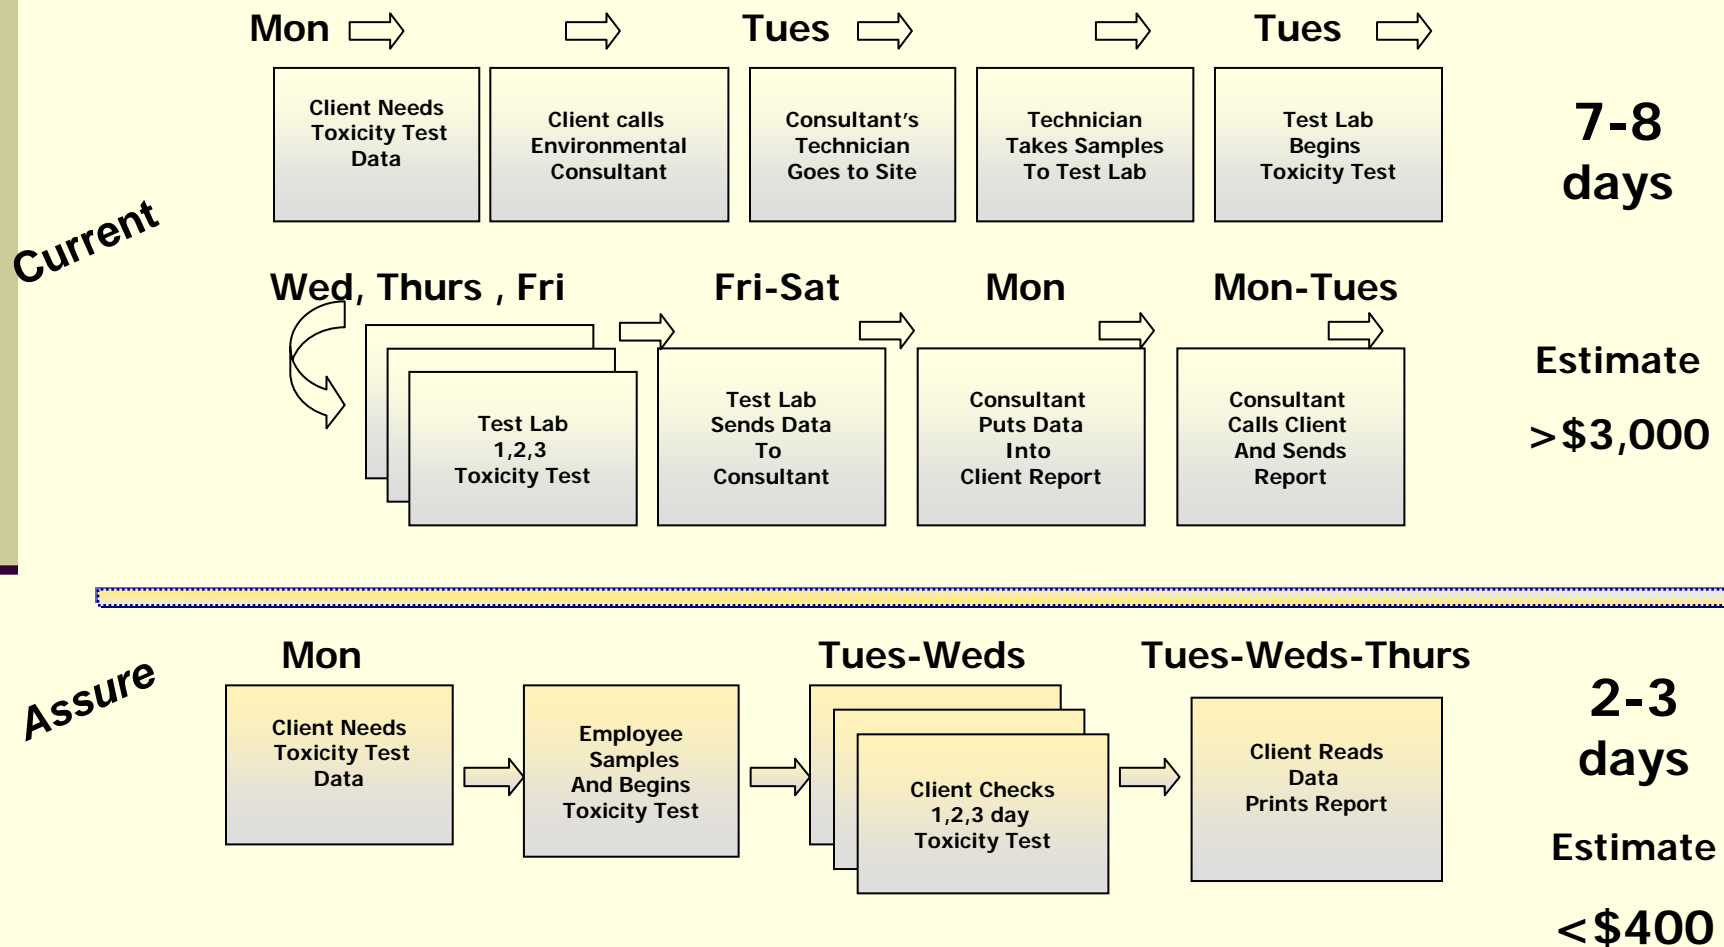 Mon
Tues
Tues
Client Needs
Toxicity Test
Data
Client calls
Environmental
Consultant
Consultant's
Technician
Goes to Site
Technician
Takes Samples
To Test Lab
Test Lab
Begins
Toxicity Test
7-8
days
Current
Wed, Thurs , Fri
Fri-Sat
Mon
Mon-Tues
Test Lab
1,2,3
Toxicity Test
Test Lab
Sends Data
To
Consultant
Consultant
Puts Data
Into
Client Report
Consultant
Calls Client
And Sends
Report
Estimate
>$3,000
Assure
Mon
Tues-Weds
Tues-Weds-Thurs
Client Needs
Toxicity Test
Data
Employee
Samples
And Begins
Toxicity Test
Client Checks
1,2,3 day
Toxicity Test
Client Reads
Data
Prints Report
2-3
days
Estimate
<$400